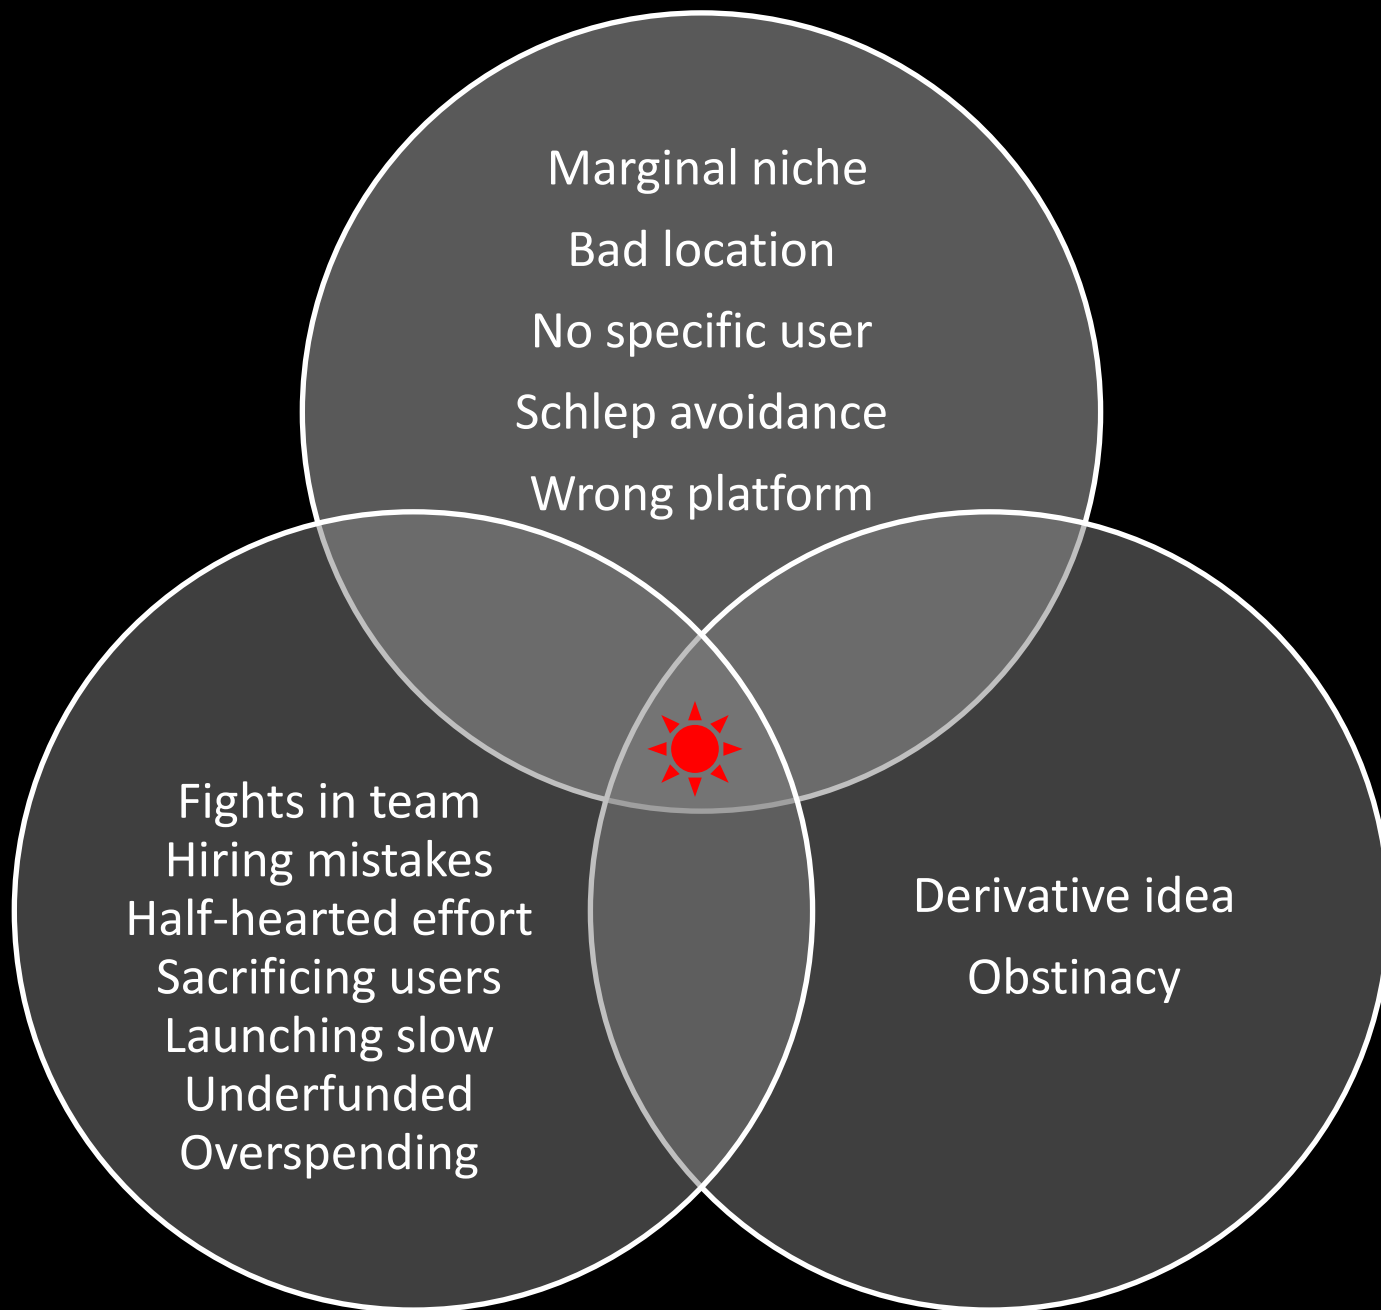 Marginal niche
Bad location
No specific user
Schlep avoidance
Wrong platform
Fights in team
Hiring mistakes
Half-hearted effort
Sacrificing users
Launching slow
Underfunded
Overspending
Derivative idea
Obstinacy